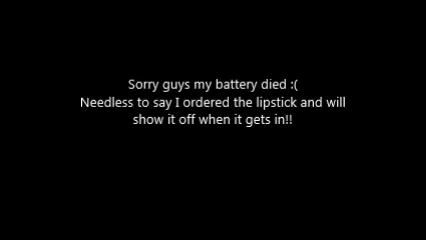 Sorry guys my battery died :(
Needless to say I ordered the lipstick and will
show it off when it gets in!!